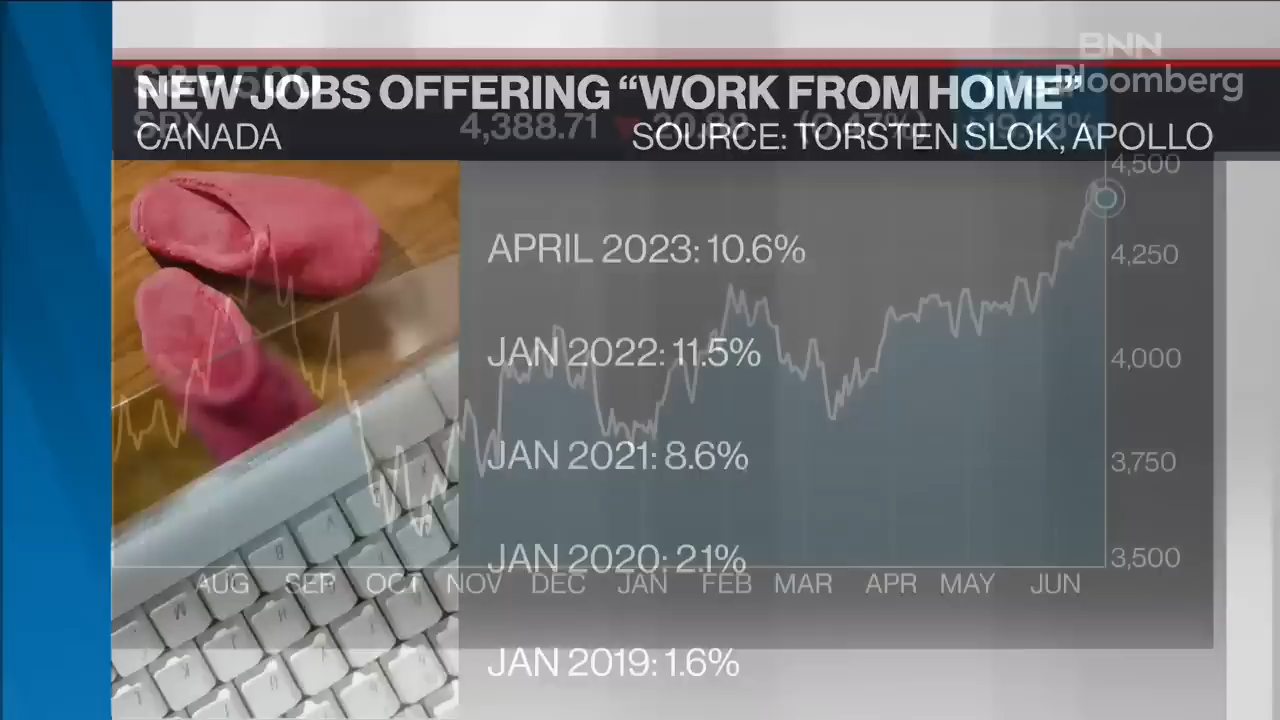 BNN
Bloomberg
S&P 500
NEW JOBS OFFERING “WORK FROM HOME”
SPX 4,388.71
CANADA SOURCE: TORSTEN SLOK, APOLLO
4,500
APRIL 2023: 10.6%
4,250
JAN 2022: 11.5%
4,000
JAN 2021: 8.6%
3,750
JAN 2020: 2.1%
3,500
AUG SEP OCT NOV DEC JAN FEB MAR APR MAY JUN
JAN 2019: 1.6%